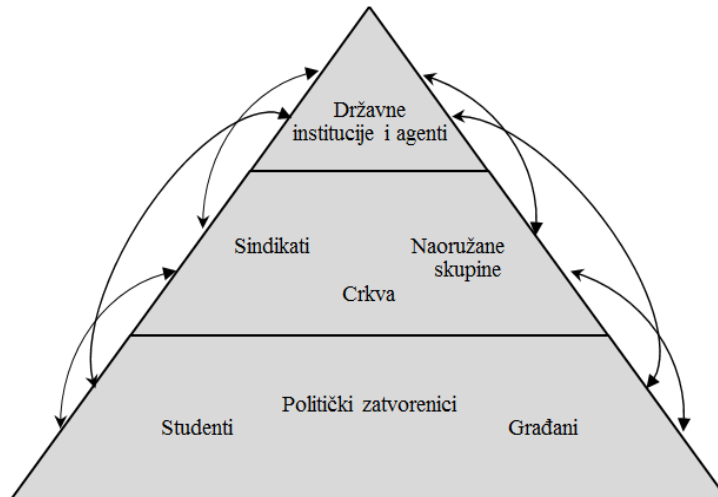 Državne
institucije i agenti
Sindikati
Naoružane
skupine
Crkva
Politički zatvorenici
Studenti
Građani